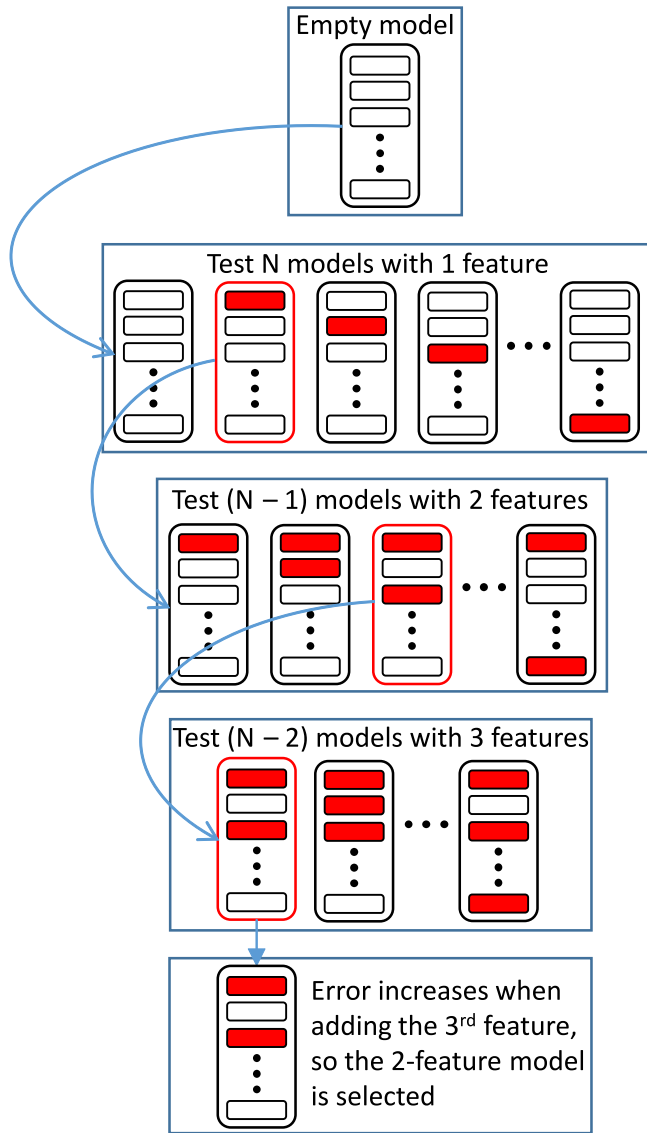 Empty model
Test N models with 1 feature
Test (N – 1) models with 2 features
Test (N – 2) models with 3 features
Error increases when
adding the 3rd feature,
so the 2-feature model
is selected